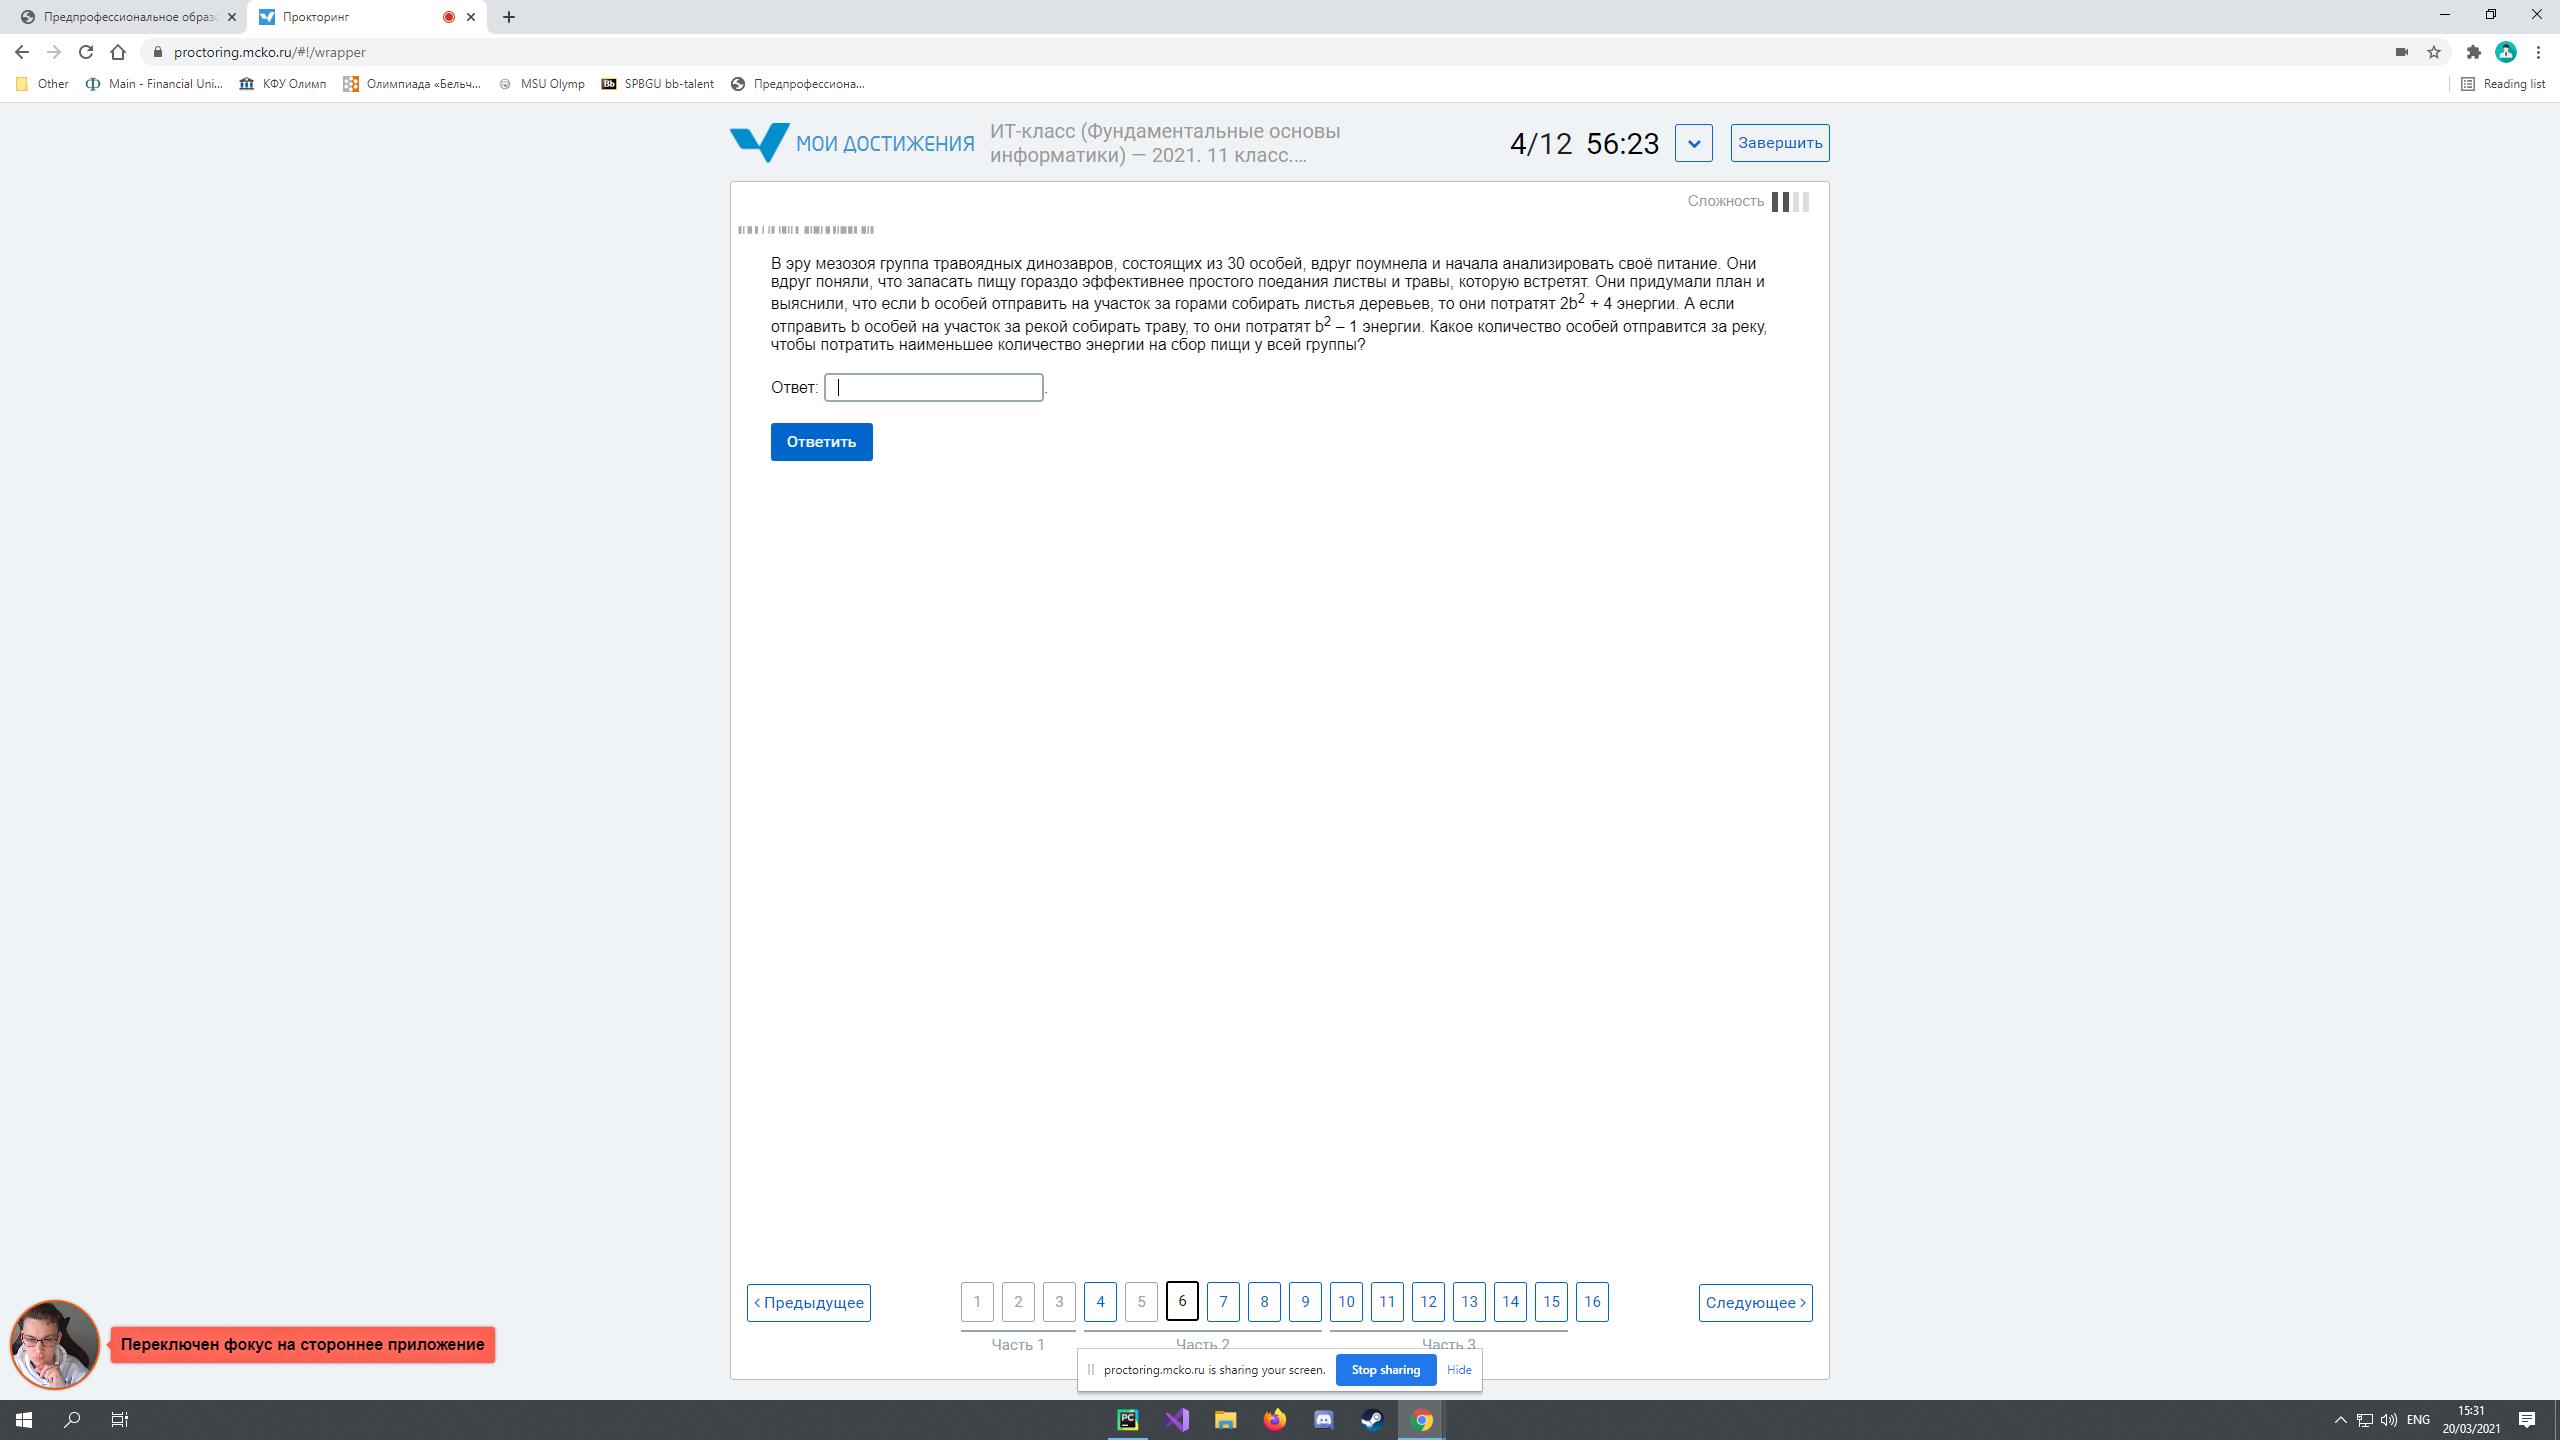 Предпрофессиональное образо
Прокторинг
proctoring.mcko.ru/#!/wrapper
Other
Main - Financial Uni...
КФУ Олимп
Олимпиада «Бельч...
MSU Olymp
Bb
SPBGU bb-talent
Предпрофессиона...
Reading list
МОИ ДОСТИЖЕНИЯ
ИТ-класс (Фундаментальные основы
информатики) — 2021. 11 класс....
4/12 56:23
Завершить
Сложность
В эру мезозоя группа травоядных динозавров, состоящих из 30 особей, вдруг поумнела и начала анализировать своё питание. Они
вдруг поняли, что запасать пищу гораздо эффективнее простого поедания листвы и травы, которую встретят. Они придумали план и
выяснили, что если b особей отправить на участок за горами собирать листья деревьев, то они потратят 2b² + 4 энергии. А если
отправить b особей на участок за рекой собирать траву, то они потратят b² – 1 энергии. Какое количество особей отправится за реку,
чтобы потратить наименьшее количество энергии на сбор пищи у всей группы?
Ответ: .
Ответить
< Предыдущее
1 2 3 4 5 6 7 8 9 10 11 12 13 14 15 16
Следующее >
Часть 1 Часть 2 Часть 3
Переключен фокус на стороннее приложение
proctoring.mcko.ru is sharing your screen.
Stop sharing
Hide
PC
ENG
15:31
20/03/2021